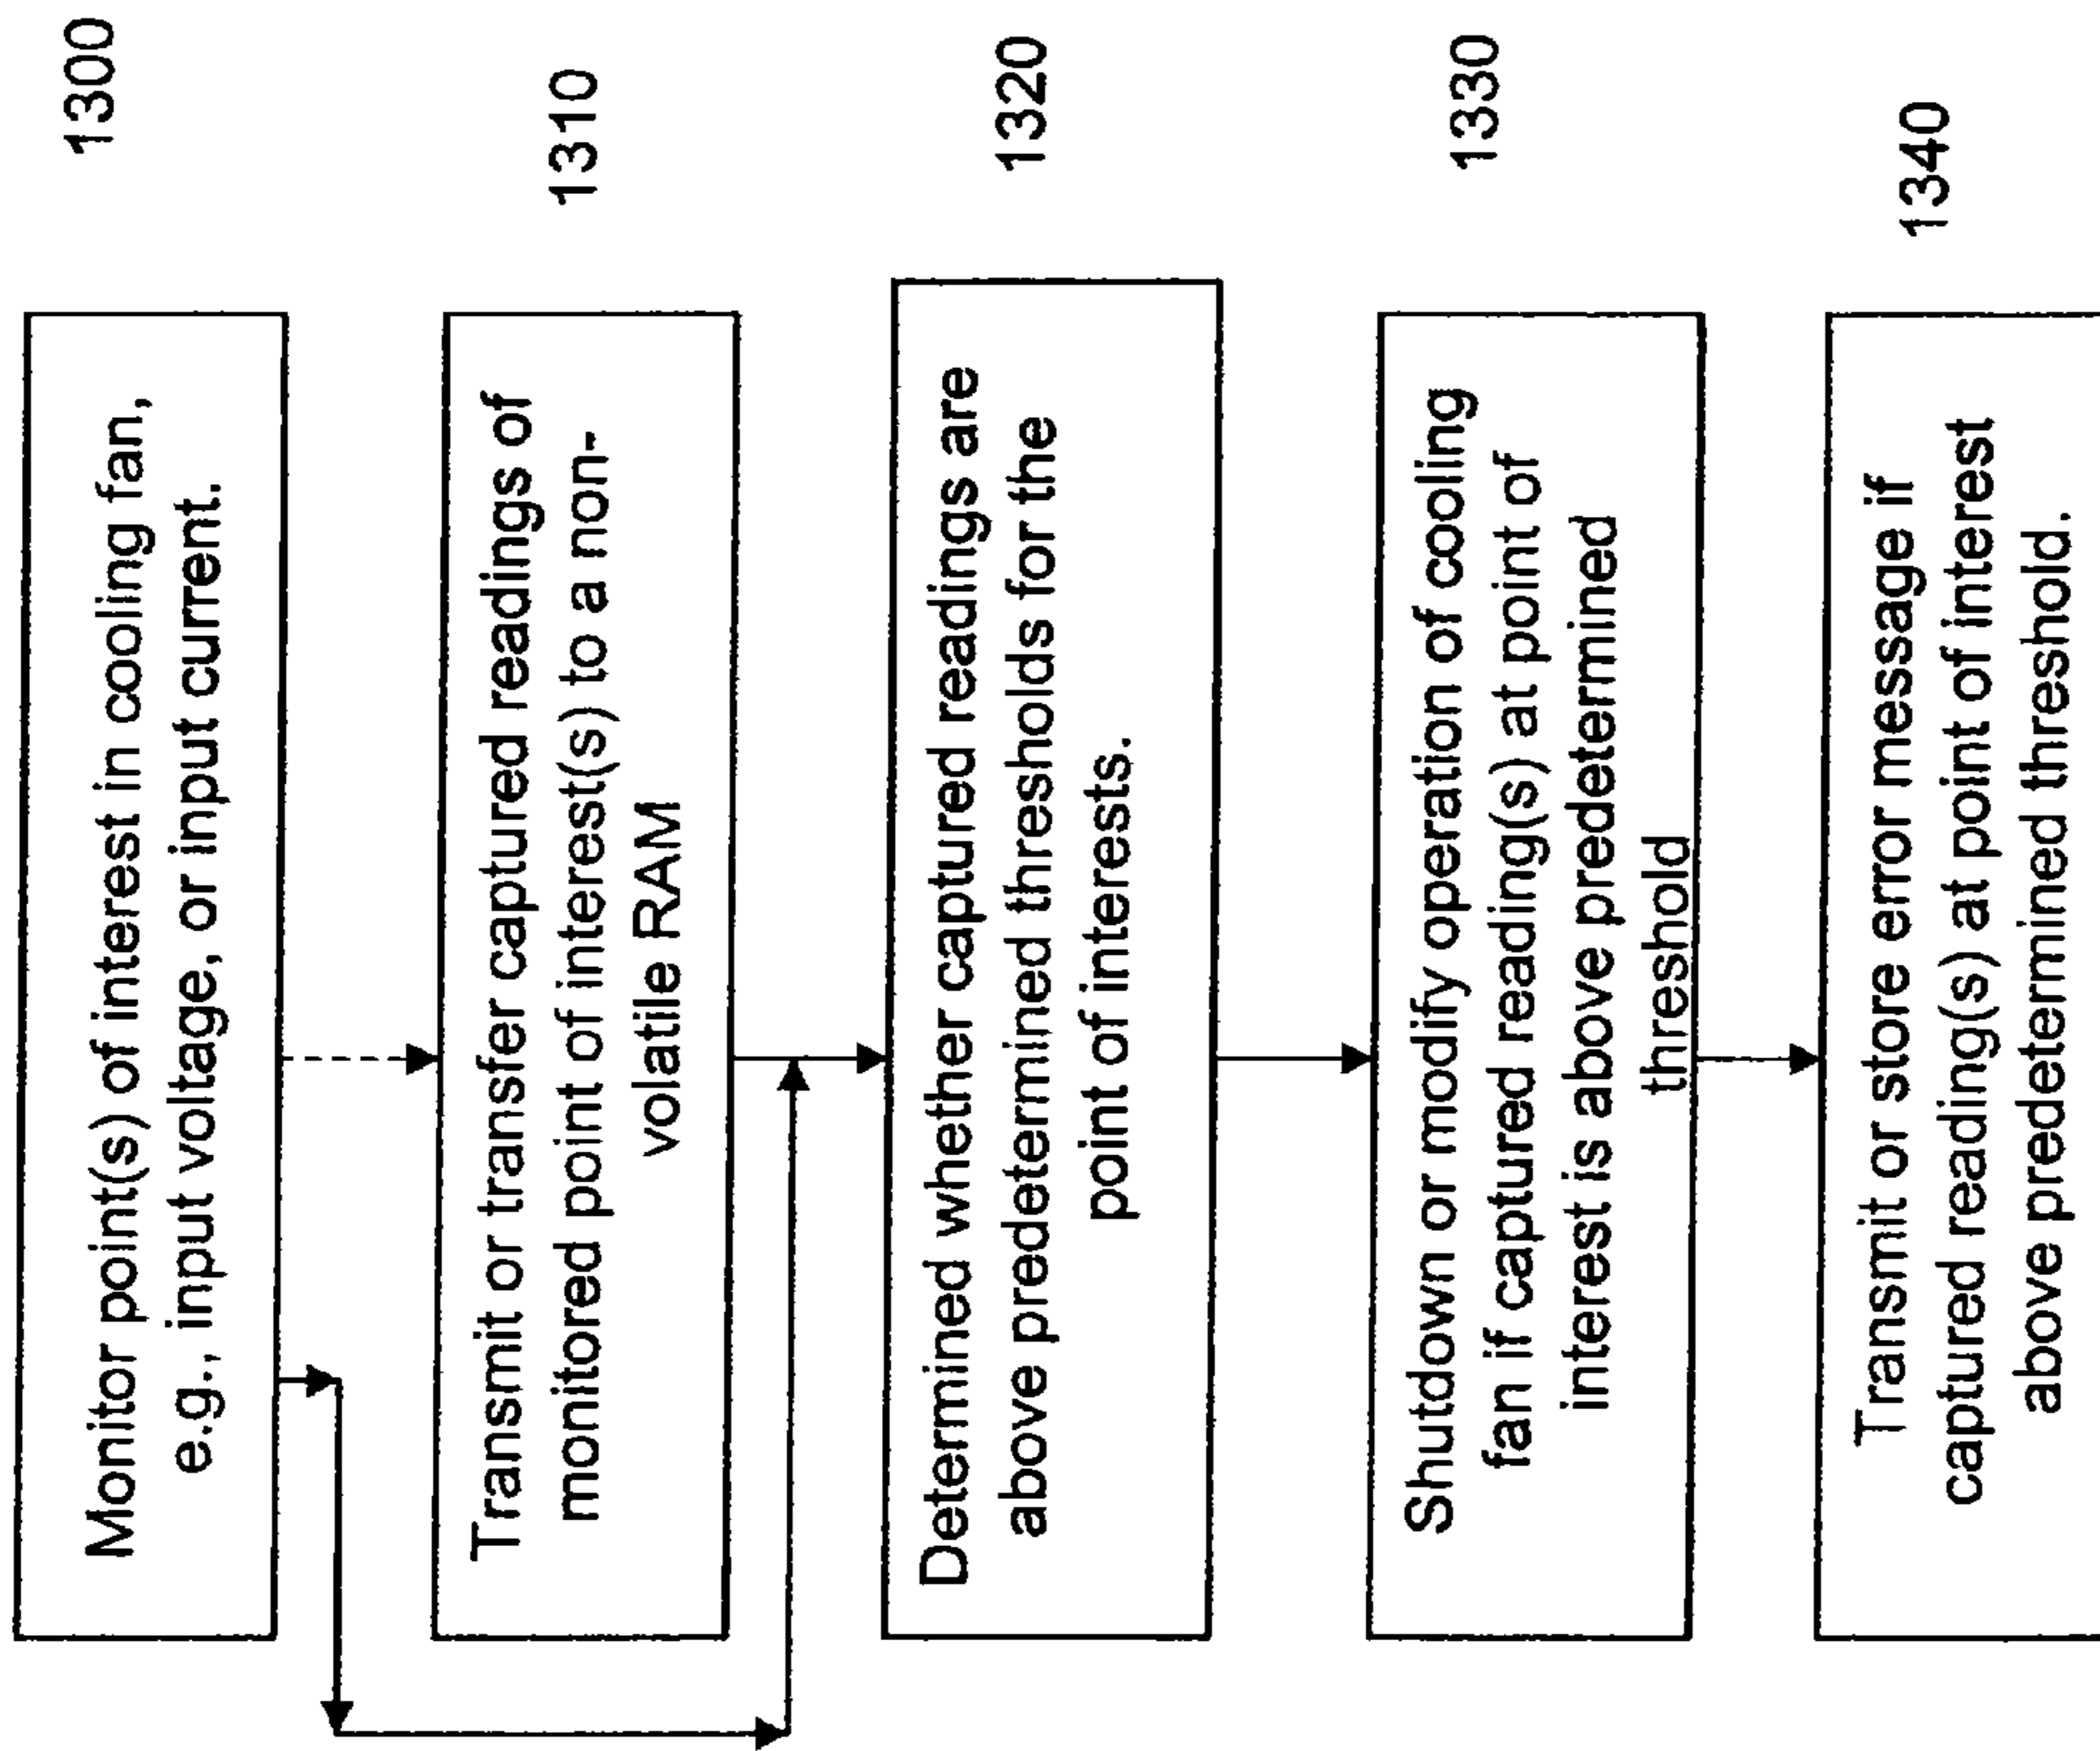 Monitor point(s) of interest in cooling fan,
e.g., input voltage, or input current.
1300
Transmit or transfer captured readings of
monitored point of interest(s) to a non-
volatile RAM
1310
Determined whether captured readings are
above predetermined thresholds for the
point of interests.
1320
Shutdown or modify operation of cooling
fan if captured reading(s) at point of
interest is above predetermined
threshold
1330
Transmit or store error message if
captured reading(s) at point of interest
above predetermined threshold.
1340